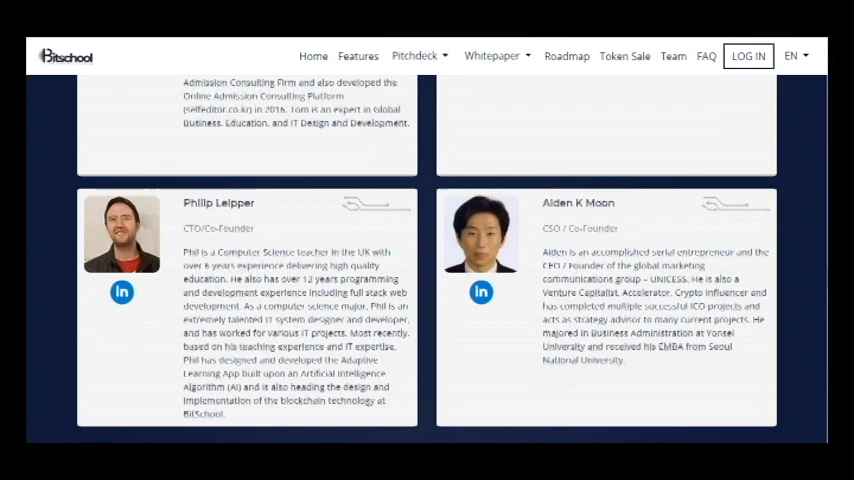 Bitschool
Home Features Pitchdeck Whitepaper Roadmap Token Sale Team FAQ LOG IN EN
Admission Consulting Firm and also developed the
Online Admission Consulting Platform
(selfeditor.co.kr) in 2016. Tom is an expert in Global
Business, Education, and IT Design and Development.
Philip Leipper
CTO/Co-Founder
Phil is a Computer Science teacher in the UK with
over 6 years experience delivering high quality
education. He also has over 12 years programming
and development experience including full stack web
development. As a computer science major, Phil is an
extremely talented IT system designer and developer,
and has worked for various IT projects. Most recently,
based on his teaching experience and IT expertise,
Phil has designed and developed the Adaptive
Learning App built upon an Artificial Intelligence
Algorithm (AI) and is also heading the design and
implementation of the blockchain technology at
BitSchool.
in
Aiden K Moon
CSO / Co-Founder
Aiden is an accomplished serial entrepreneur and the
CEO / Founder of the global marketing
communications group – UNICESS. He is also a
Venture Capitalist, Accelerator, Crypto Influencer and
has completed multiple successful ICO projects and
acts as strategy advisor to many current projects. He
majored in Business Administration at Yonsei
University and received his EMBA from Seoul
National University.
in